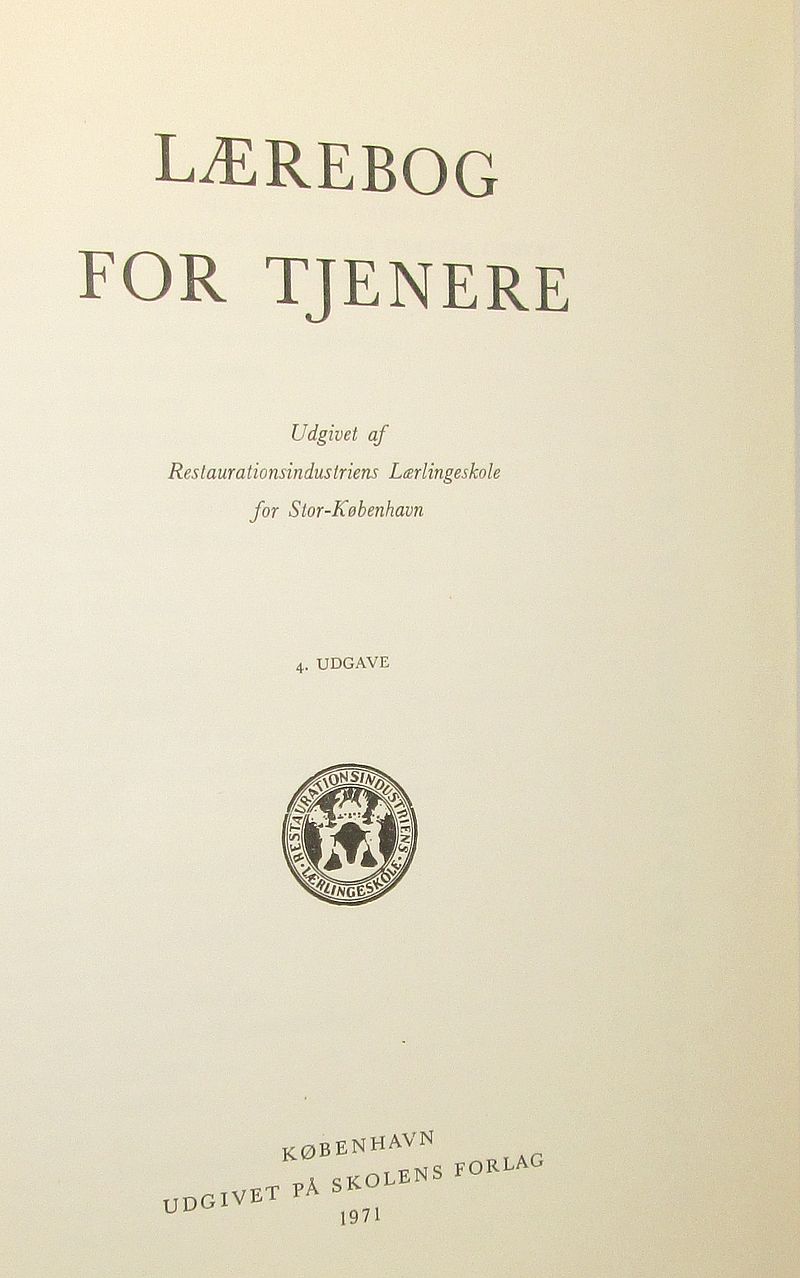 LÆREBOG
FOR TJENERE
Udgivet af
Restaurationsindustriens Lærlingeskole
for Stor-København
4. UDGAVE
RESTAURATIONSINDUSTRIENS
· LÆRLINGESKOLE ·
KØBENHAVN
UDGIVET PÅ SKOLENS FORLAG
1971